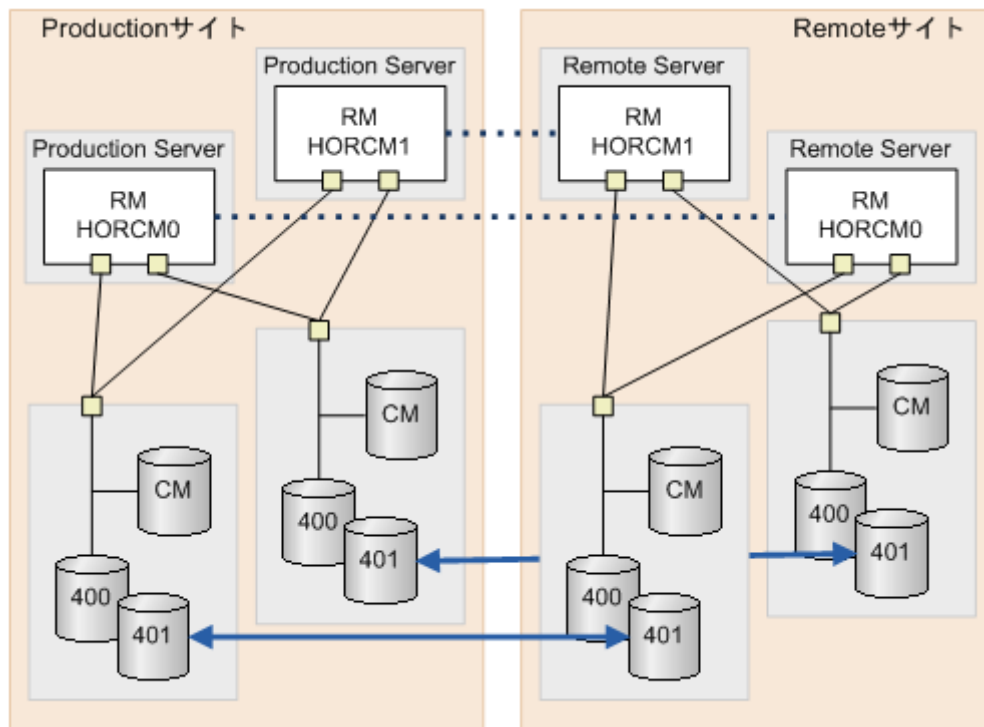 Productionサイト
Production Server
RM
HORCM1
Production Server
RM
HORCM0
CM
400
401
CM
400
401
Remoteサイト
Remote Server
RM
HORCM1
Remote Server
RM
HORCM0
CM
400
401
CM
400
401